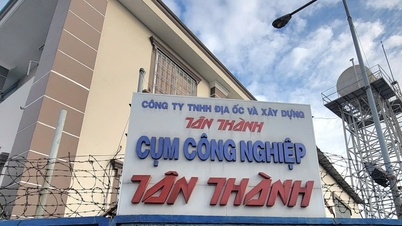 CÔNG TY TNHH ĐỊA ỐC VÀ XÂY DỰNG
TÂN THÀNH
CỤM CÔNG NGHIỆP
TÂN THÀNH